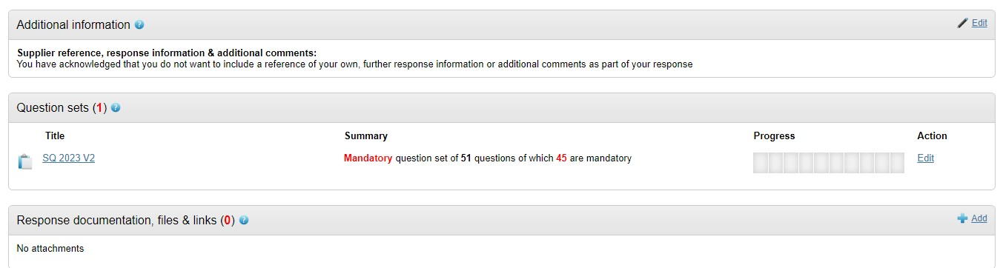 Additional information
Edit
Supplier reference, response information & additional comments:
You have acknowledged that you do not want to include a reference of your own, further response information or additional comments as part of your response
Question sets (1)
Title Summary Progress Action
SQ 2023 V2 Mandatory question set of 51 questions of which 45 are mandatory Edit
Response documentation, files & links (0)
Add
No attachments